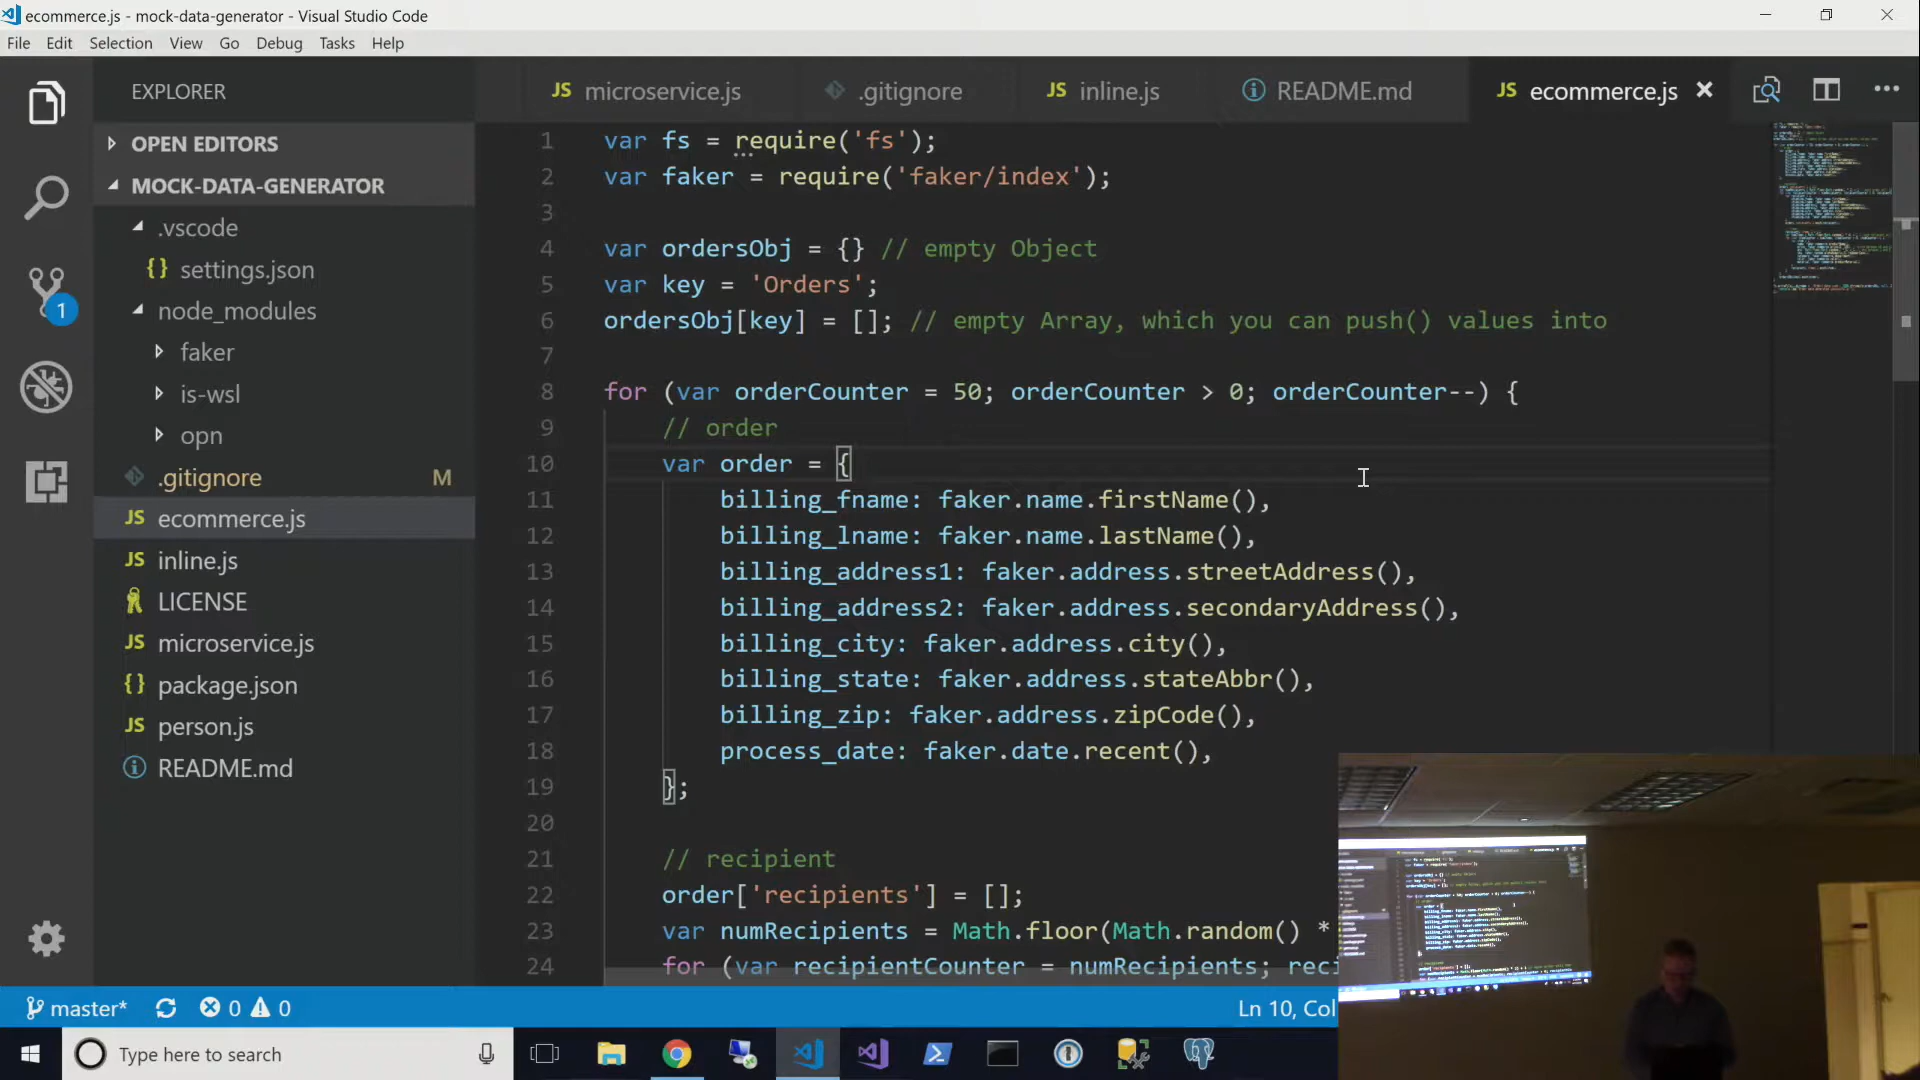 ecommerce.js - mock-data-generator - Visual Studio Code
File Edit Selection View Go Debug Tasks Help
EXPLORER
OPEN EDITORS
MOCK-DATA-GENERATOR
.vscode
{} settings.json
node_modules
faker
is-wsl
opn
.gitignore M
JS ecommerce.js
JS inline.js
LICENSE
JS microservice.js
{} package.json
JS person.js
README.md
1
JS microservice.js .gitignore JS inline.js README.md JS ecommerce.js
1 var fs = require('fs');
2 var faker = require('faker/index');
3
4 var ordersObj = {} // empty Object
5 var key = 'Orders';
6 ordersObj[key] = []; // empty Array, which you can push() values into
7
8 for (var orderCounter = 50; orderCounter > 0; orderCounter--) {
9 // order
10 var order = {
11 billing_fname: faker.name.firstName(),
12 billing_lname: faker.name.lastName(),
13 billing_address1: faker.address.streetAddress(),
14 billing_address2: faker.address.secondaryAddress(),
15 billing_city: faker.address.city(),
16 billing_state: faker.address.stateAbbr(),
17 billing_zip: faker.address.zipCode(),
18 process_date: faker.date.recent(),
19 };
20
21 // recipient
22 order['recipients'] = [];
23 var numRecipients = Math.floor(Math.random() *
24 for (var recipientCounter = numRecipients; reci
master* 0 0 Ln 10, Col
Type here to search